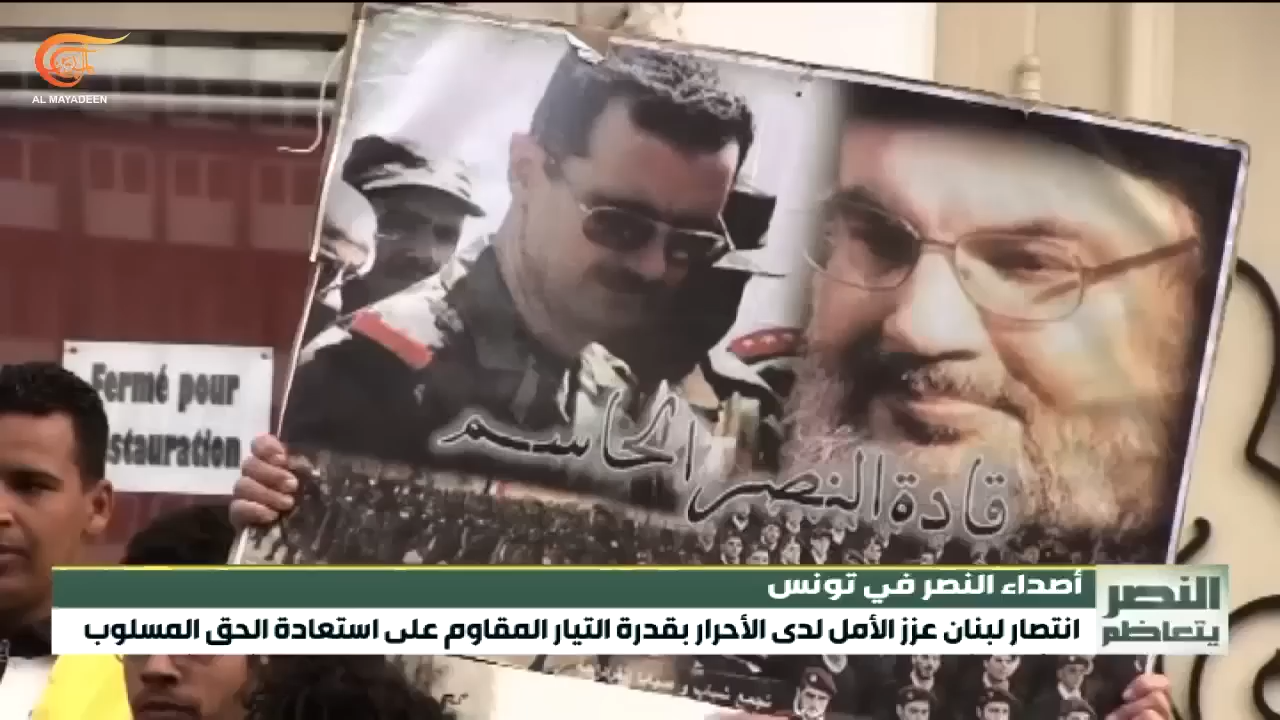 AL MAYADEEN
Fermé pour
stauration
قادة النصر الحاسم
أصداء النصر في تونس
انتصار لبنان عزز الأمل لدى الأحرار بقدرة التيار المقاوم على استعادة الحق المسلوب
النصر
يتعاظم